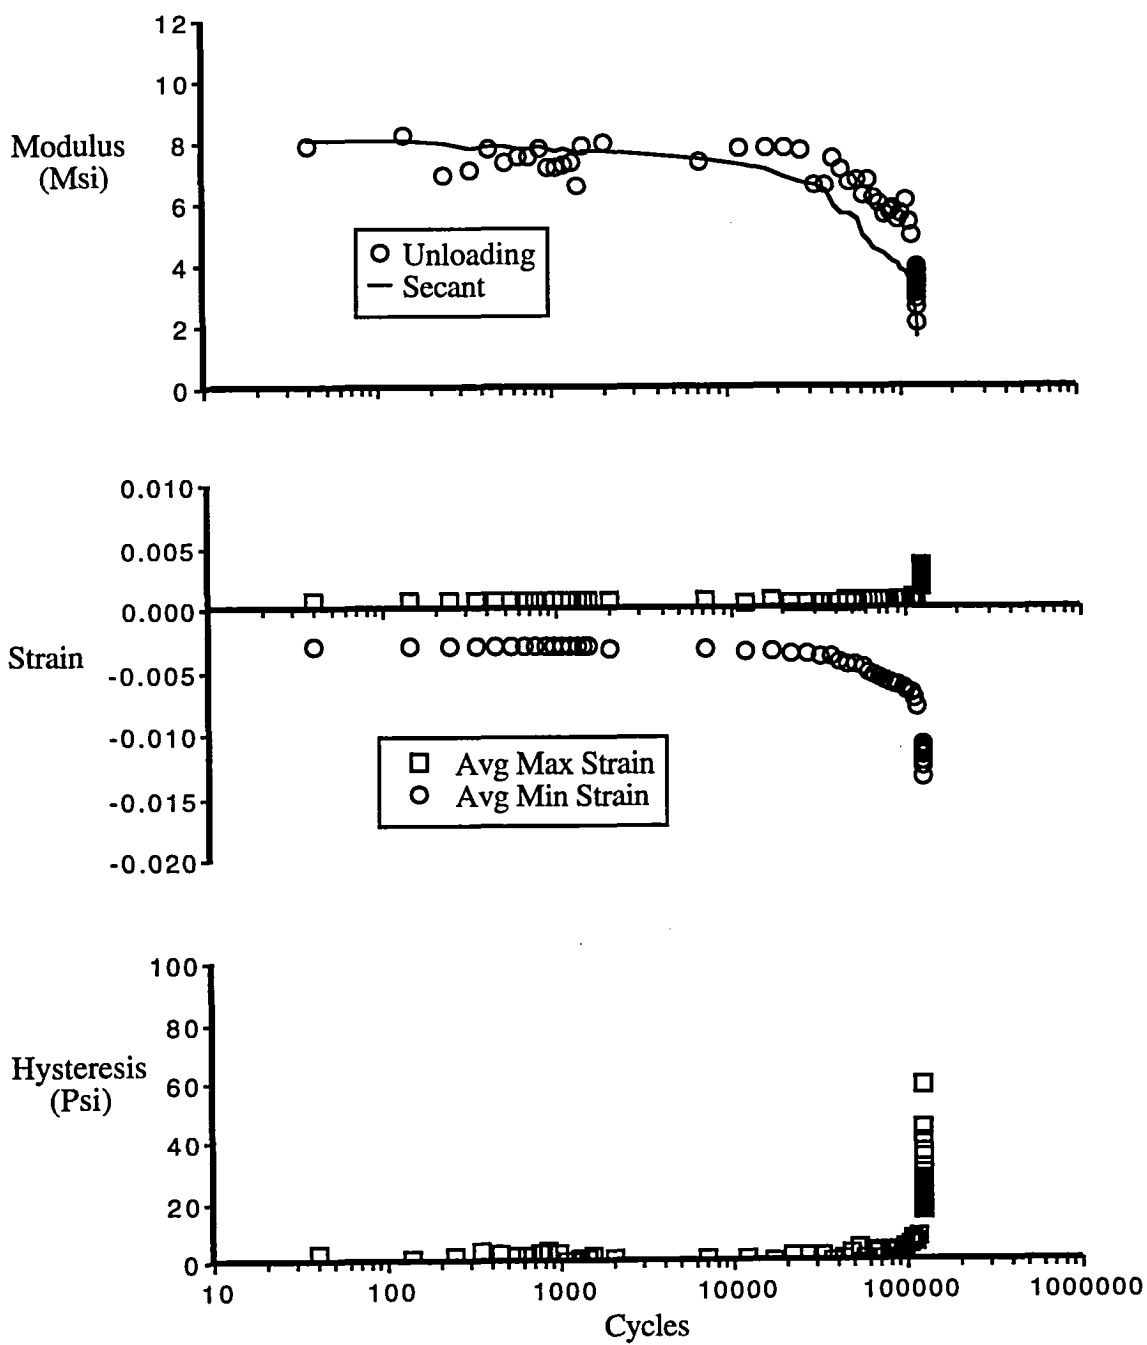 12
10
Modulus
(Msi)
8
6
4
2
0
Unloading
Secant
0.010
0.005
0.000
Strain
-0.005
-0.010
-0.015
-0.020
Avg Max Strain
Avg Min Strain
100
80
Hysteresis
(Psi)
60
40
20
0
10 100 1000 10000 100000 1000000
Cycles